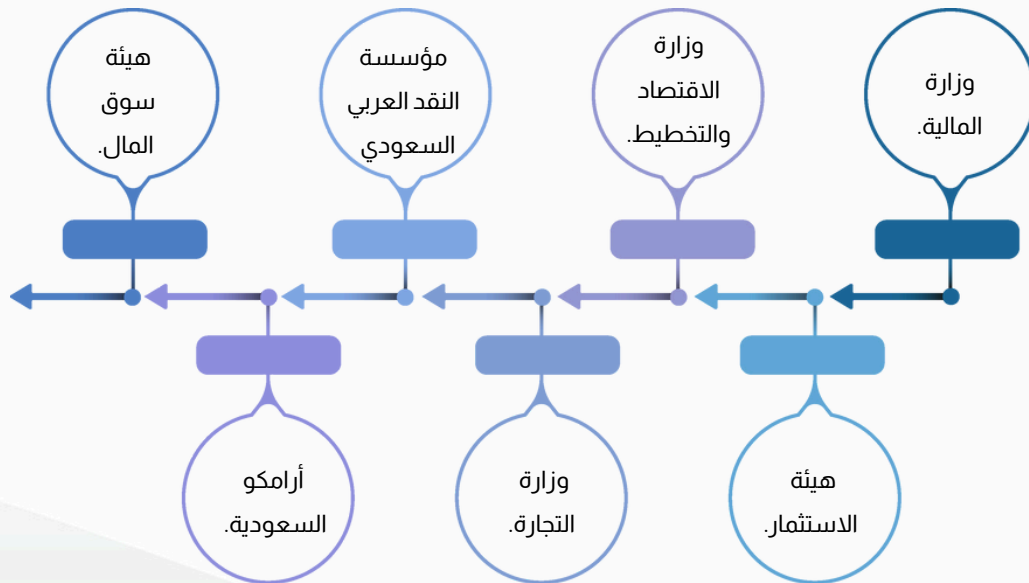 وزارة
المالية.
هيئة
الاستثمار.
وزارة
الاقتصاد
والتخطيط.
وزارة
التجارة.
مؤسسة
النقد العربي
السعودي
أرامكو
السعودية.
هيئة
سوق
المال.